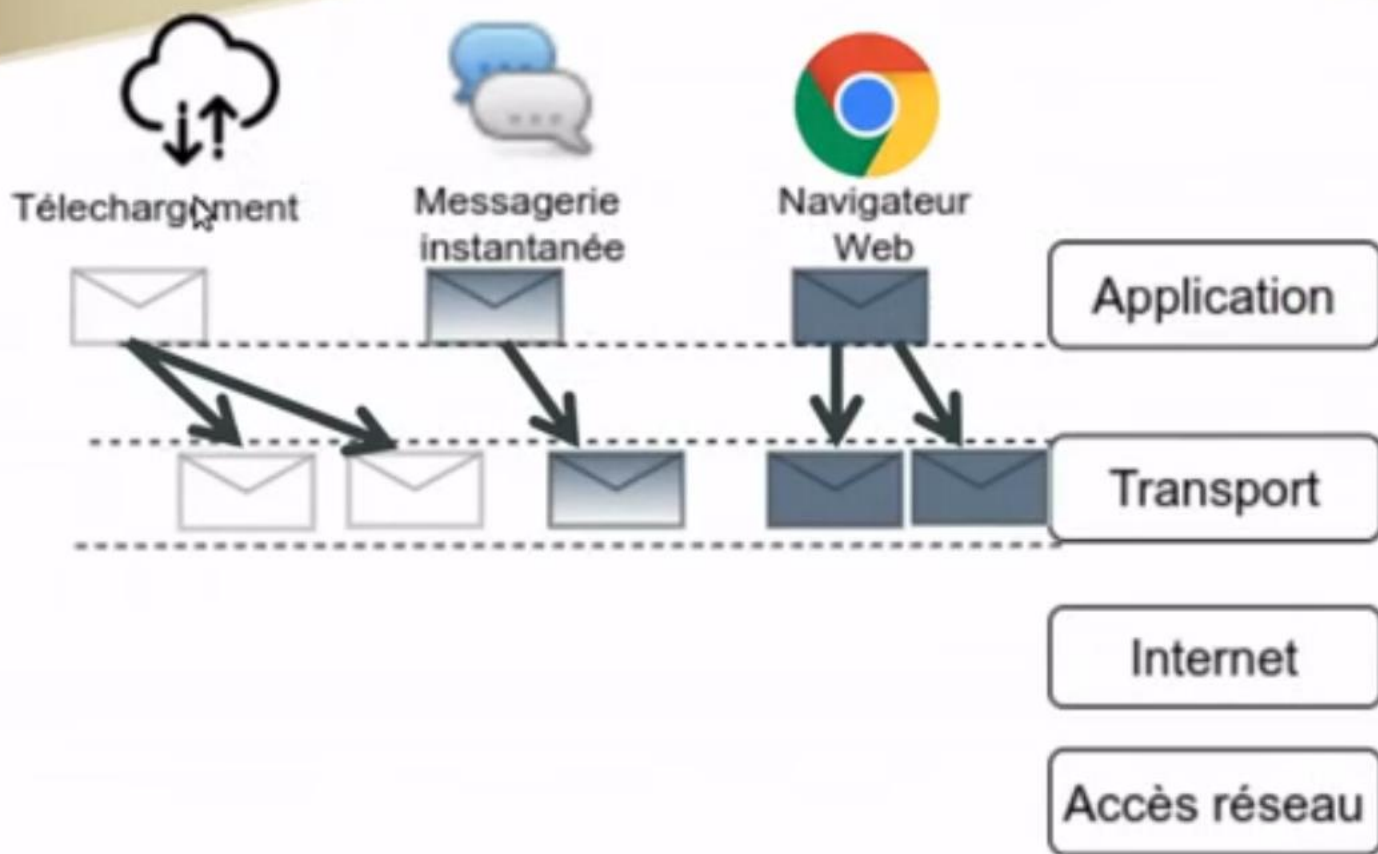 Télechargement
Messagerie
instantanée
Navigateur
Web
Application
Transport
Internet
Accès réseau